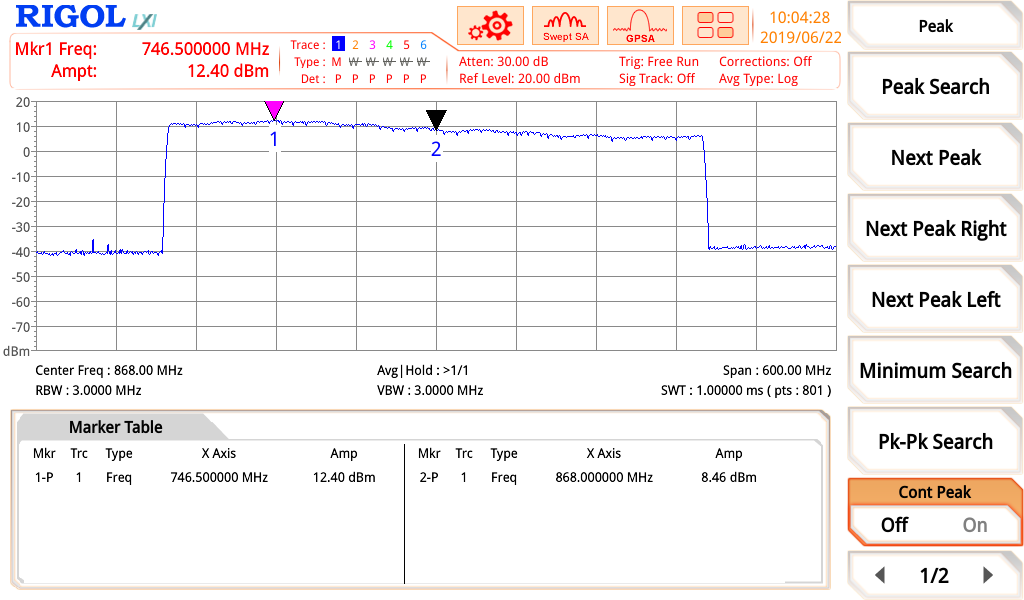 RIGOL LXI
Mkr1 Freq: 746.500000 MHz
Ampt: 12.40 dBm
Trace : 1 2 3 4 5 6
Type : M W W W W W
Det : P P P P P P
Swept SA
GPSA
10:04:28
2019/06/22
Atten: 30.00 dB Trig: Free Run Corrections: Off
Ref Level: 20.00 dBm Sig Track: Off Avg Type: Log
20
10
0
-10
-20
-30
-40
-50
-60
-70
dBm
1
2
Center Freq : 868.00 MHz Avg|Hold : >1/1 Span : 600.00 MHz
RBW : 3.0000 MHz VBW : 3.0000 MHz SWT : 1.00000 ms ( pts : 801 )
Marker Table
Mkr Trc Type X Axis Amp Mkr Trc Type X Axis Amp
1-P 1 Freq 746.500000 MHz 12.40 dBm 2-P 1 Freq 868.000000 MHz 8.46 dBm
Peak
Peak Search
Next Peak
Next Peak Right
Next Peak Left
Minimum Search
Pk-Pk Search
Cont Peak
Off On
1/2